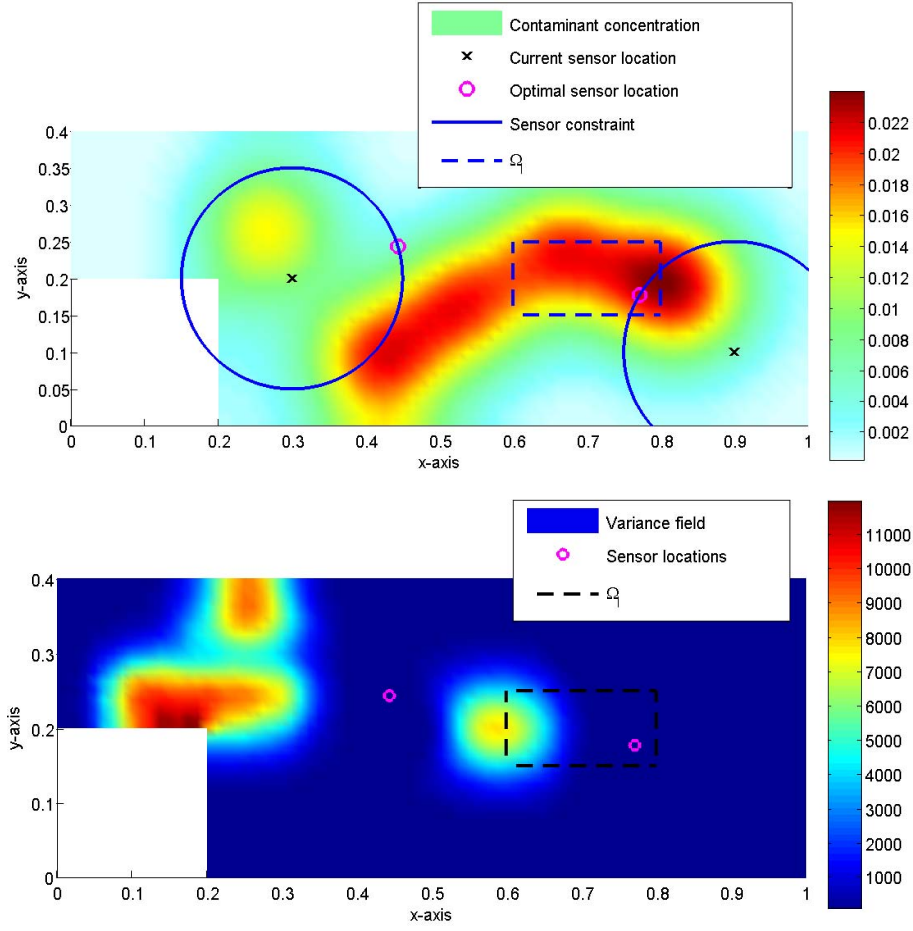 Contaminant concentration
Current sensor location
Optimal sensor location
Sensor constraint
Ω
0.4
0.35
0.3
0.25
0.2
0.15
0.1
0.05
0
y-axis
0 0.1 0.2 0.3 0.4 0.5 0.6 0.7 0.8 0.9 1
x-axis
0.022
0.02
0.018
0.016
0.014
0.012
0.01
0.008
0.006
0.004
0.002
Variance field
Sensor locations
Ω
0.4
0.3
0.2
0.1
0
y-axis
0 0.1 0.2 0.3 0.4 0.5 0.6 0.7 0.8 0.9 1
x-axis
11000
10000
9000
8000
7000
6000
5000
4000
3000
2000
1000